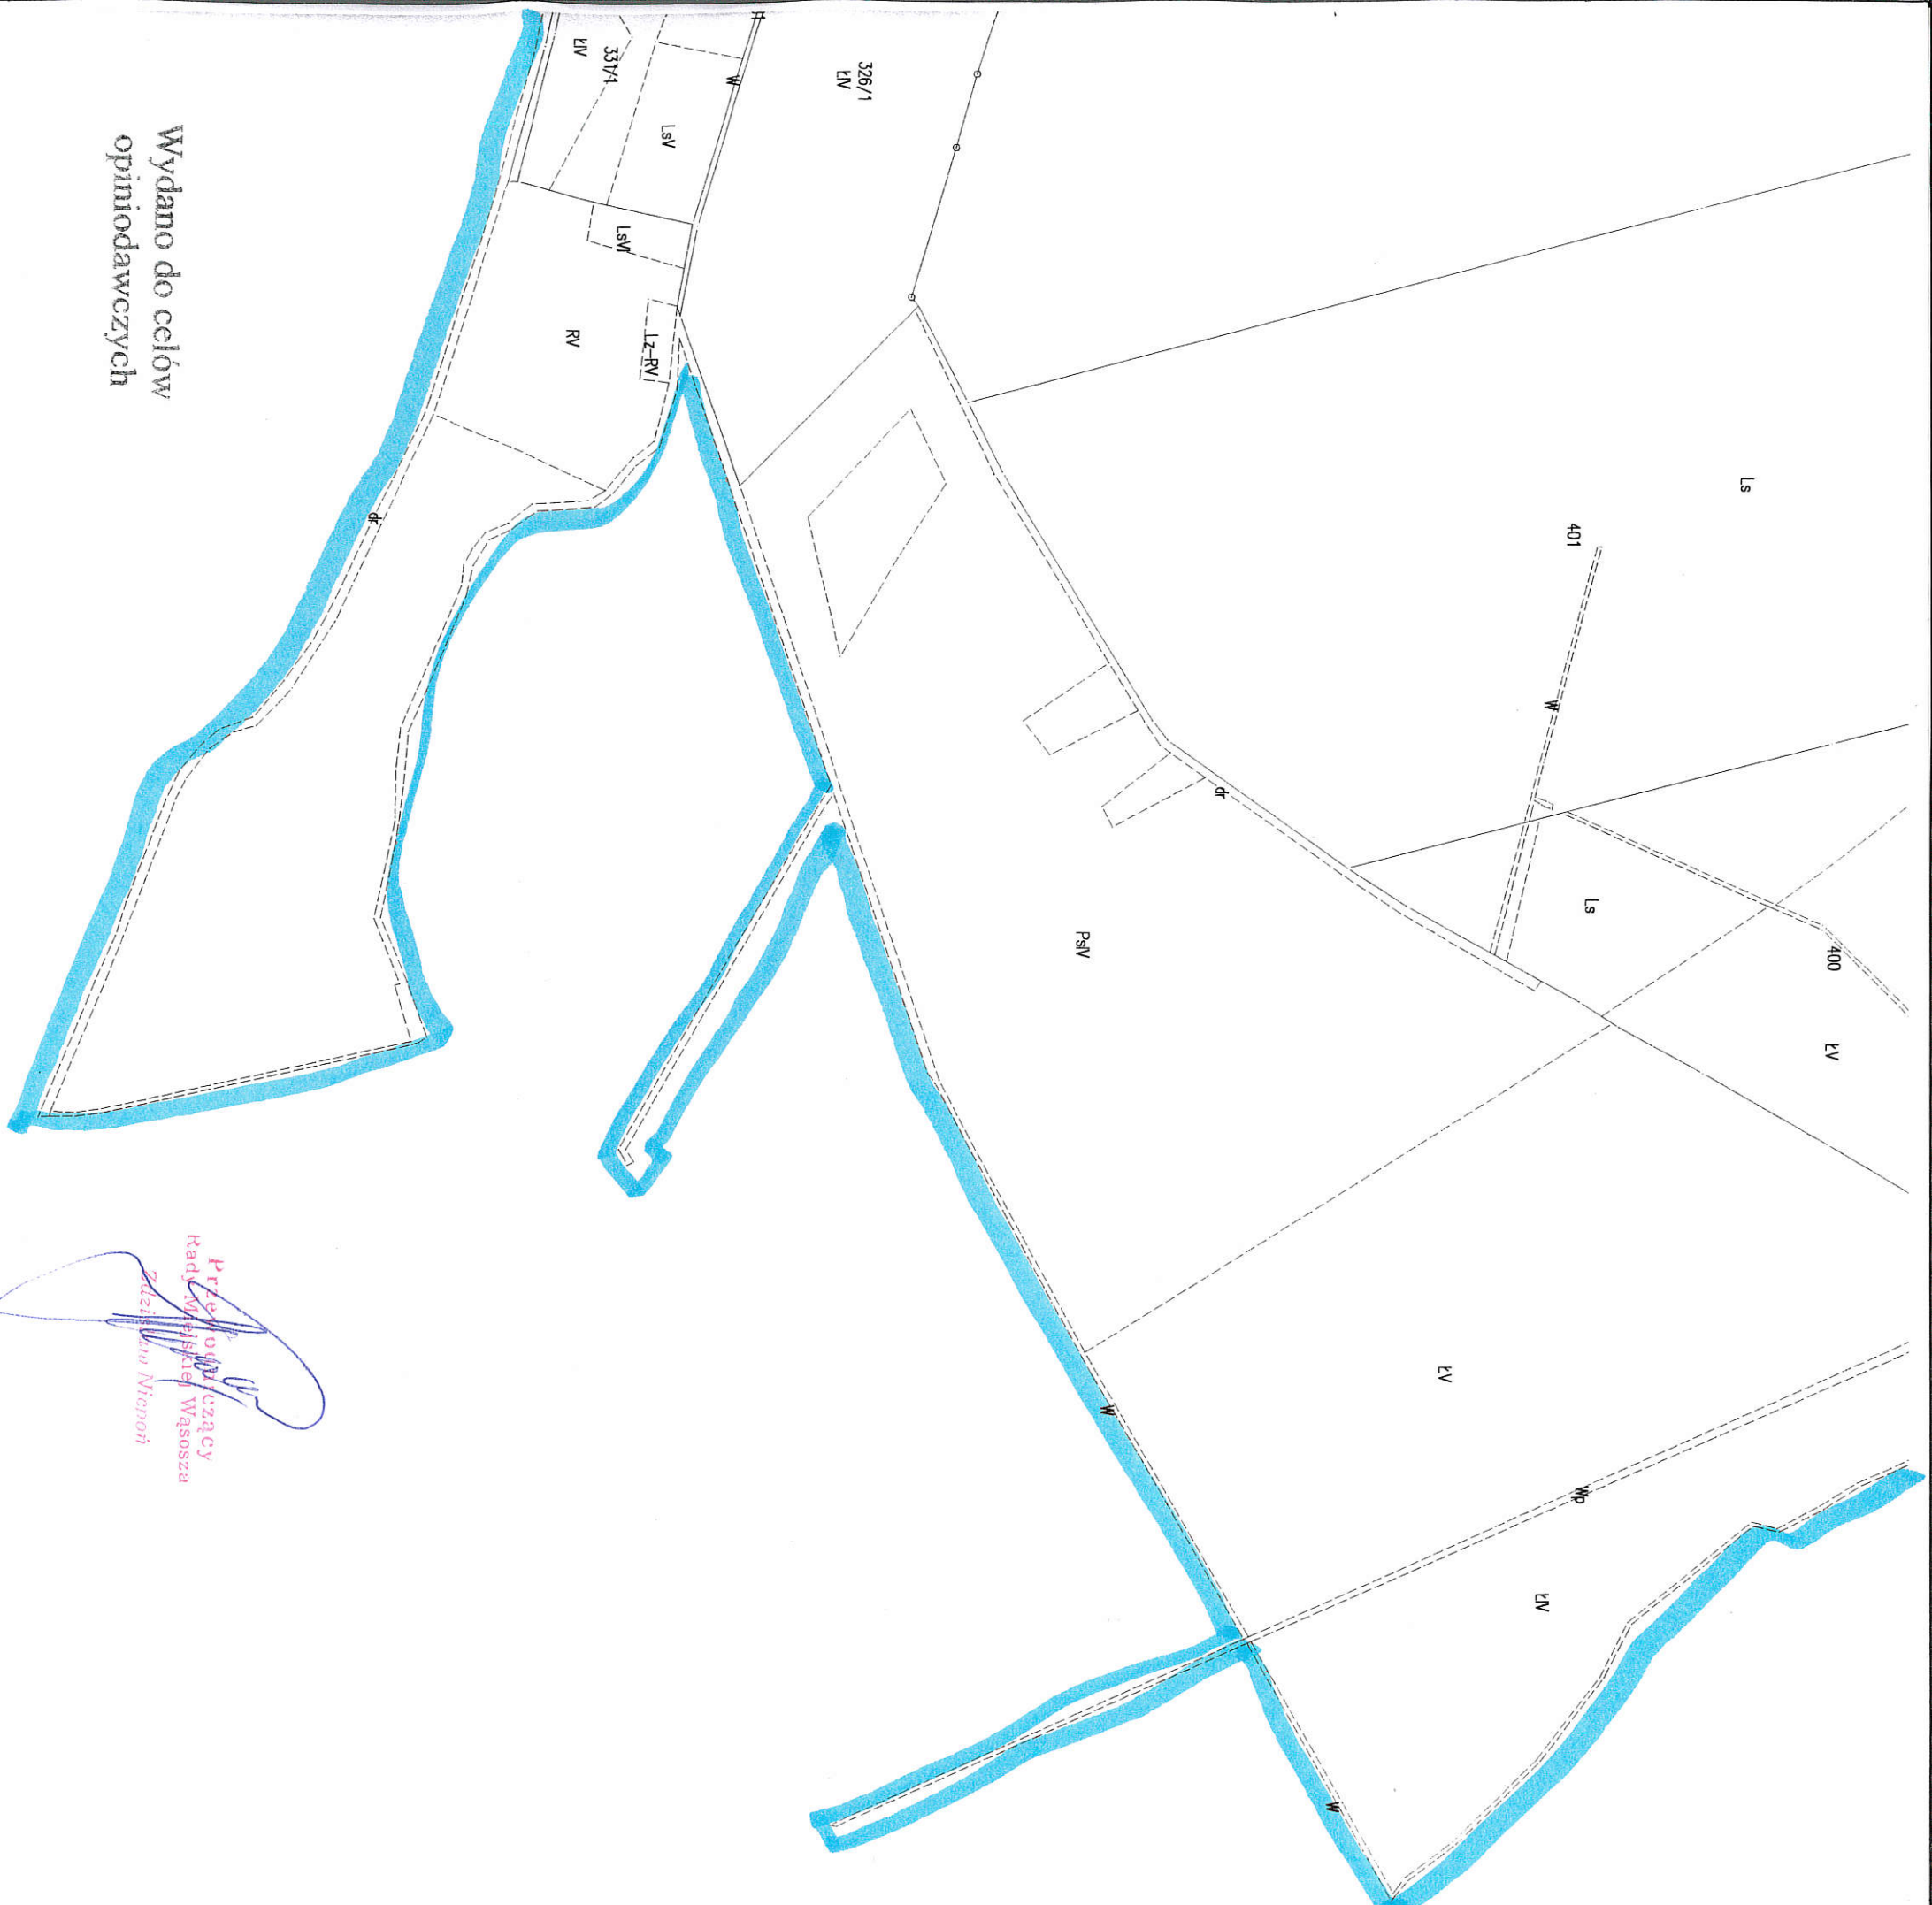 326/1
ŁIV
W
331/1
ŁIV
LsV
LsVI
RV
Lz-RV
dr
Ls
401
W
dr
Ls
400
ŁV
PsIV
ŁV
W
Wp
ŁIV
W
Wydano do celów
opiniodawczych
Przewodniczący
Rady Miejskiej Wąsosza
Niepoń